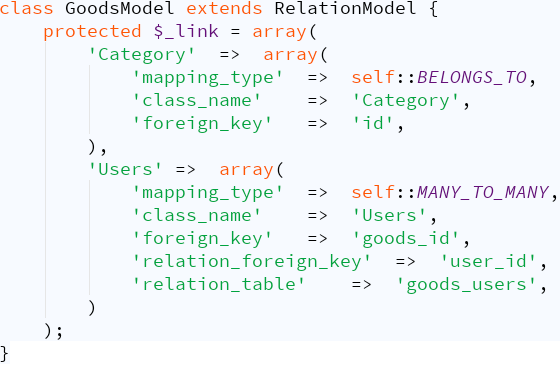 class GoodsModel extends RelationModel {
    protected $_link = array(
        'Category'  =>  array(
            'mapping_type'  =>  self::BELONGS_TO,
            'class_name'    =>  'Category',
            'foreign_key'   =>  'id',
        ),
        'Users' =>  array(
            'mapping_type'  =>  self::MANY_TO_MANY,
            'class_name'    =>  'Users',
            'foreign_key'   =>  'goods_id',
            'relation_foreign_key'  =>  'user_id',
            'relation_table'    =>  'goods_users',
        )
    );
}